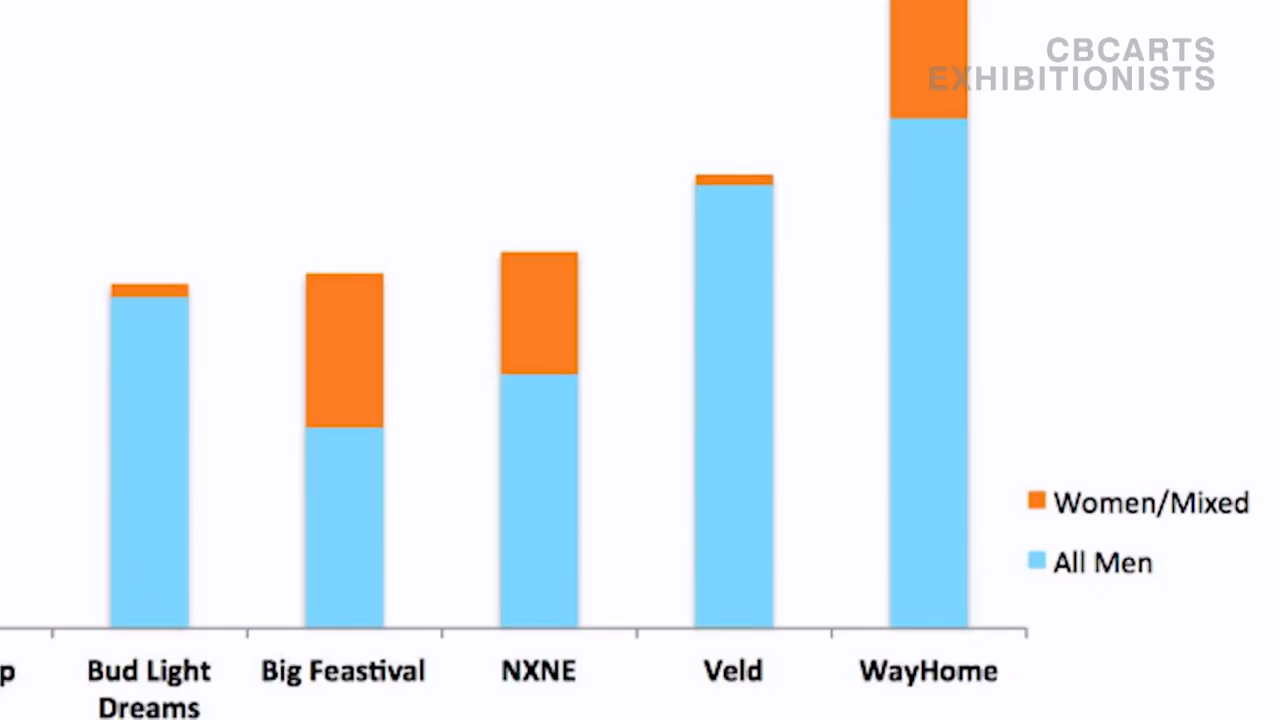 CBCARTS
EXHIBITIONISTS
Women/Mixed
All Men
p
Bud Light
Dreams
Big Feastival
NXNE
Veld
WayHome